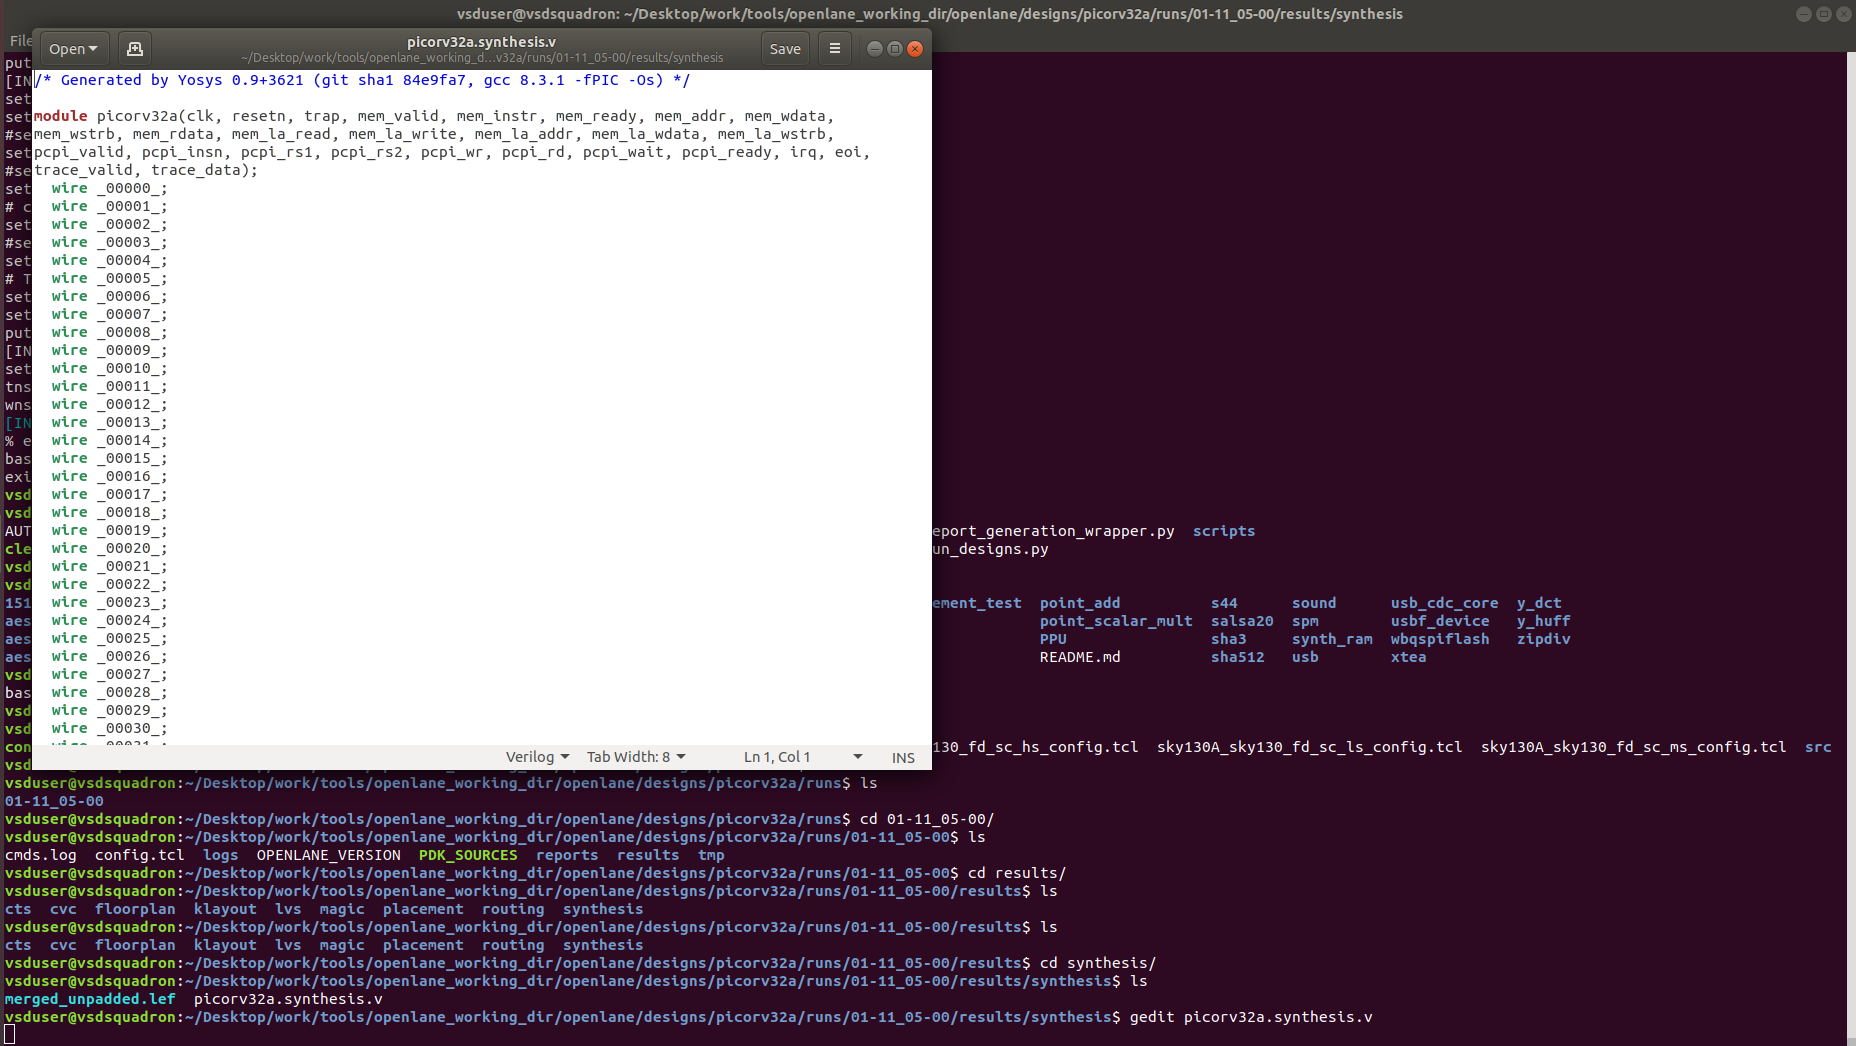 vsduser@vsdsquadron: ~/Desktop/work/tools/openlane_working_dir/openlane/designs/picorv32a/runs/01-11_05-00/results/synthesis
File
Open
picorv32a.synthesis.v
~/Desktop/work/tools/openlane_working_d...v32a/runs/01-11_05-00/results/synthesis
Save
/* Generated by Yosys 0.9+3621 (git sha1 84e9fa7, gcc 8.3.1 -fPIC -Os) */
module picorv32a(clk, resetn, trap, mem_valid, mem_instr, mem_ready, mem_addr, mem_wdata,
mem_wstrb, mem_rdata, mem_la_read, mem_la_write, mem_la_addr, mem_la_wdata, mem_la_wstrb,
pcpi_valid, pcpi_insn, pcpi_rs1, pcpi_rs2, pcpi_wr, pcpi_rd, pcpi_wait, pcpi_ready, irq, eoi,
trace_valid, trace_data);
wire _00000_;
wire _00001_;
wire _00002_;
wire _00003_;
wire _00004_;
wire _00005_;
wire _00006_;
wire _00007_;
wire _00008_;
wire _00009_;
wire _00010_;
wire _00011_;
wire _00012_;
wire _00013_;
wire _00014_;
wire _00015_;
wire _00016_;
wire _00017_;
wire _00018_;
wire _00019_;
wire _00020_;
wire _00021_;
wire _00022_;
wire _00023_;
wire _00024_;
wire _00025_;
wire _00026_;
wire _00027_;
wire _00028_;
wire _00029_;
wire _00030_;
Verilog Tab Width: 8 Ln 1, Col 1 INS
put
[IN
set
set
#se
set
#se
set
# c
set
#se
set
# T
set
set
put
[IN
set
tns
wns
[IN
% e
bas
exi
vsd
vsd
AUT eport_generation_wrapper.py scripts
cle un_designs.py
vsd
vsd
151 ement_test point_add s44 sound usb_cdc_core y_dct
aes point_scalar_mult salsa20 spm usbf_device y_huff
aes PPU sha3 synth_ram wbqspiflash zipdiv
aes README.md sha512 usb xtea
vsd
bas
vsd
vsd
con 130_fd_sc_hs_config.tcl sky130A_sky130_fd_sc_ls_config.tcl sky130A_sky130_fd_sc_ms_config.tcl src
vsd
vsduser@vsdsquadron:~/Desktop/work/tools/openlane_working_dir/openlane/designs/picorv32a/runs$ ls
01-11_05-00
vsduser@vsdsquadron:~/Desktop/work/tools/openlane_working_dir/openlane/designs/picorv32a/runs$ cd 01-11_05-00/
vsduser@vsdsquadron:~/Desktop/work/tools/openlane_working_dir/openlane/designs/picorv32a/runs/01-11_05-00$ ls
cmds.log config.tcl logs OPENLANE_VERSION PDK_SOURCES reports results tmp
vsduser@vsdsquadron:~/Desktop/work/tools/openlane_working_dir/openlane/designs/picorv32a/runs/01-11_05-00$ cd results/
vsduser@vsdsquadron:~/Desktop/work/tools/openlane_working_dir/openlane/designs/picorv32a/runs/01-11_05-00/results$ ls
cts cvc floorplan klayout lvs magic placement routing synthesis
vsduser@vsdsquadron:~/Desktop/work/tools/openlane_working_dir/openlane/designs/picorv32a/runs/01-11_05-00/results$ ls
cts cvc floorplan klayout lvs magic placement routing synthesis
vsduser@vsdsquadron:~/Desktop/work/tools/openlane_working_dir/openlane/designs/picorv32a/runs/01-11_05-00/results$ cd synthesis/
vsduser@vsdsquadron:~/Desktop/work/tools/openlane_working_dir/openlane/designs/picorv32a/runs/01-11_05-00/results/synthesis$ ls
merged_unpadded.lef picorv32a.synthesis.v
vsduser@vsdsquadron:~/Desktop/work/tools/openlane_working_dir/openlane/designs/picorv32a/runs/01-11_05-00/results/synthesis$ gedit picorv32a.synthesis.v